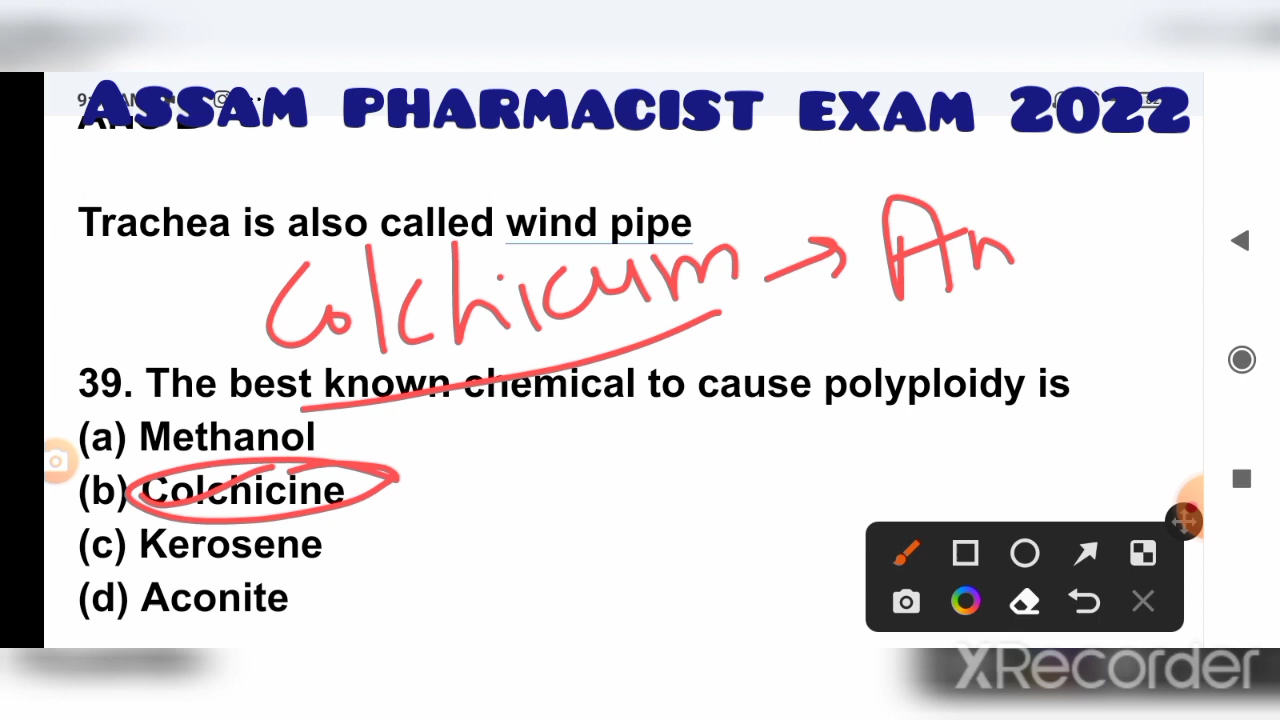 ASSAM PHARMACIST EXAM 2022
Trachea is also called wind pipe
Colchicum → An
39. The best known chemical to cause polyploidy is
(a) Methanol
(b) Colchicine
(c) Kerosene
(d) Aconite
XRecorder